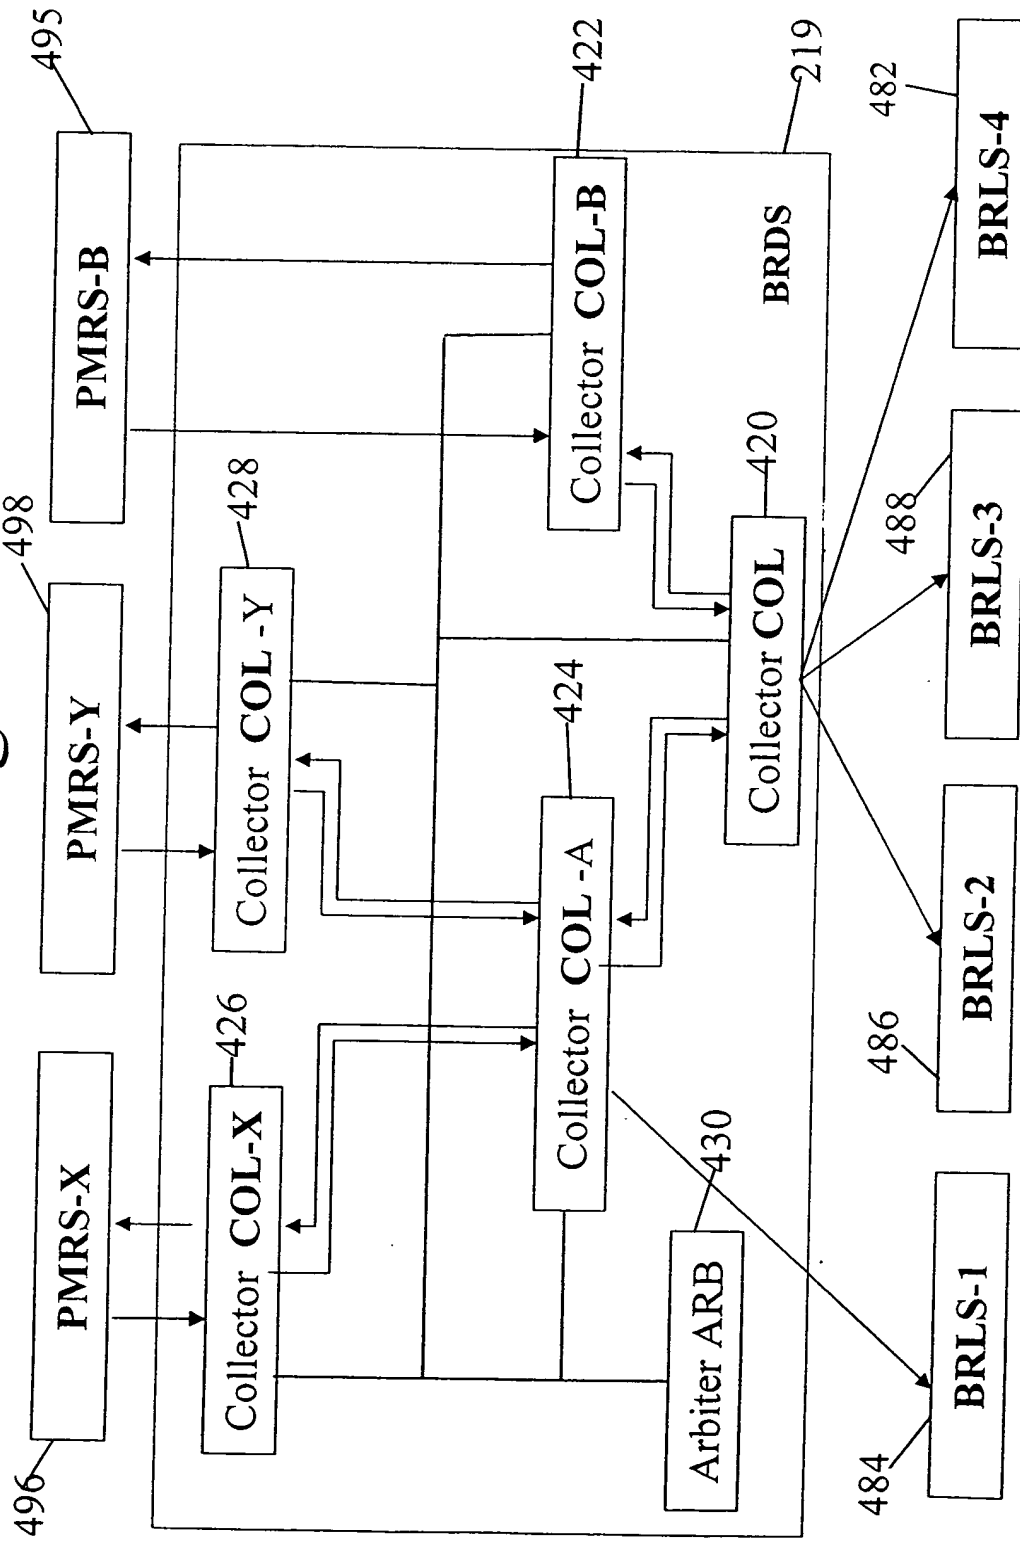 496
PMRS-X
498
PMRS-Y
495
PMRS-B
426
Collector COL-X
428
Collector COL -Y
422
Collector COL-B
424
Collector COL -A
420
Collector COL
430
Arbiter ARB
BRDS
219
484
BRLS-1
486
BRLS-2
488
BRLS-3
482
BRLS-4